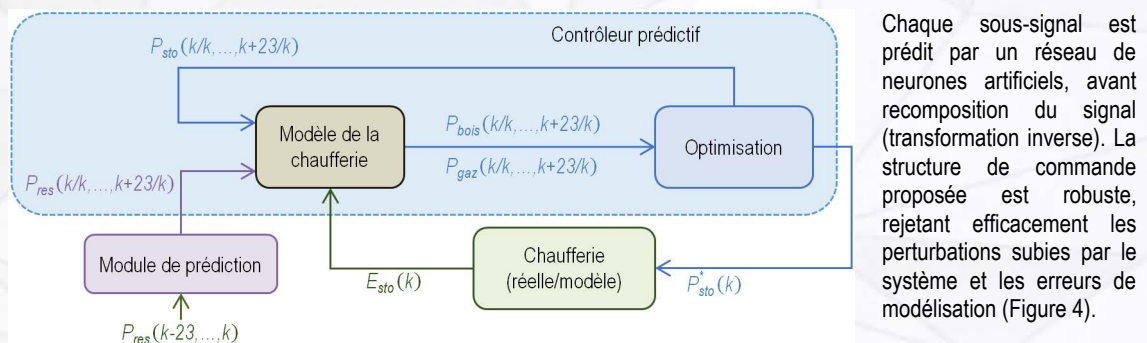 P_sto(k/k,...,k+23/k)
Contrôleur prédictif
Modèle de la
chaufferie
P_bois(k/k,...,k+23/k)
P_gaz(k/k,...,k+23/k)
Optimisation
P_res(k/k,...,k+23/k)
Module de prédiction
E_sto(k)
Chaufferie
(réelle/modèle)
P*_sto(k)
P_res(k-23,...,k)
Chaque sous-signal est
prédit par un réseau de
neurones artificiels, avant
recomposition du signal
(transformation inverse). La
structure de commande
proposée est robuste,
rejetant efficacement les
perturbations subies par le
système et les erreurs de
modélisation (Figure 4).